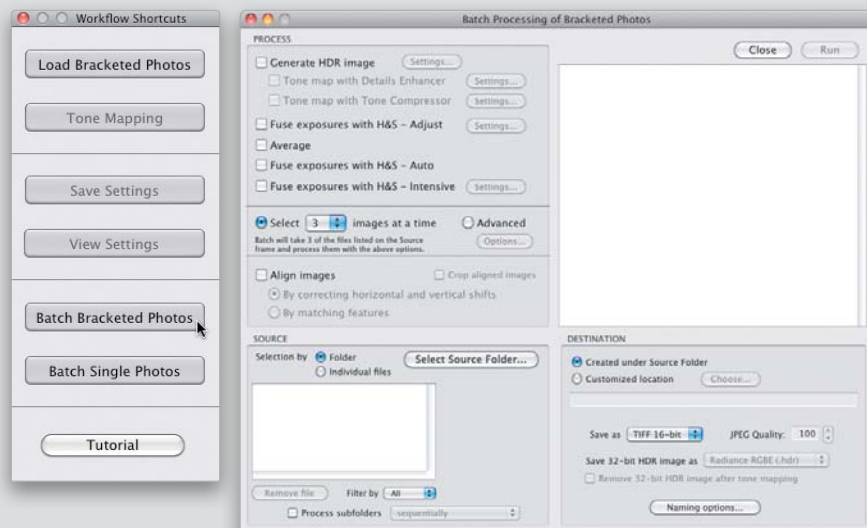 Workflow Shortcuts
Load Bracketed Photos
Tone Mapping
Save Settings
View Settings
Batch Bracketed Photos
Batch Single Photos
Tutorial
Batch Processing of Bracketed Photos
PROCESS
Generate HDR image Settings...
Tone map with Details Enhancer Settings...
Tone map with Tone Compressor Settings...
Fuse exposures with H&S - Adjust Settings...
Average
Fuse exposures with H&S - Auto
Fuse exposures with H&S - Intensive Settings...
Select 3 images at a time Advanced
Batch will take 3 of the files listed on the Source Options...
frame and process them with the above options.
Align images Crop aligned images
By correcting horizontal and vertical shifts
By matching features
Close Run
SOURCE
Selection by Folder Select Source Folder...
Individual files
Remove file Filter by All
Process subfolders sequentially
DESTINATION
Created under Source Folder
Customized location Choose...
Save as TIFF 16-bit JPEG Quality: 100
Save 32-bit HDR image as Radiance RGBE (.hdr)
Remove 32-bit HDR image after tone mapping
Naming options...